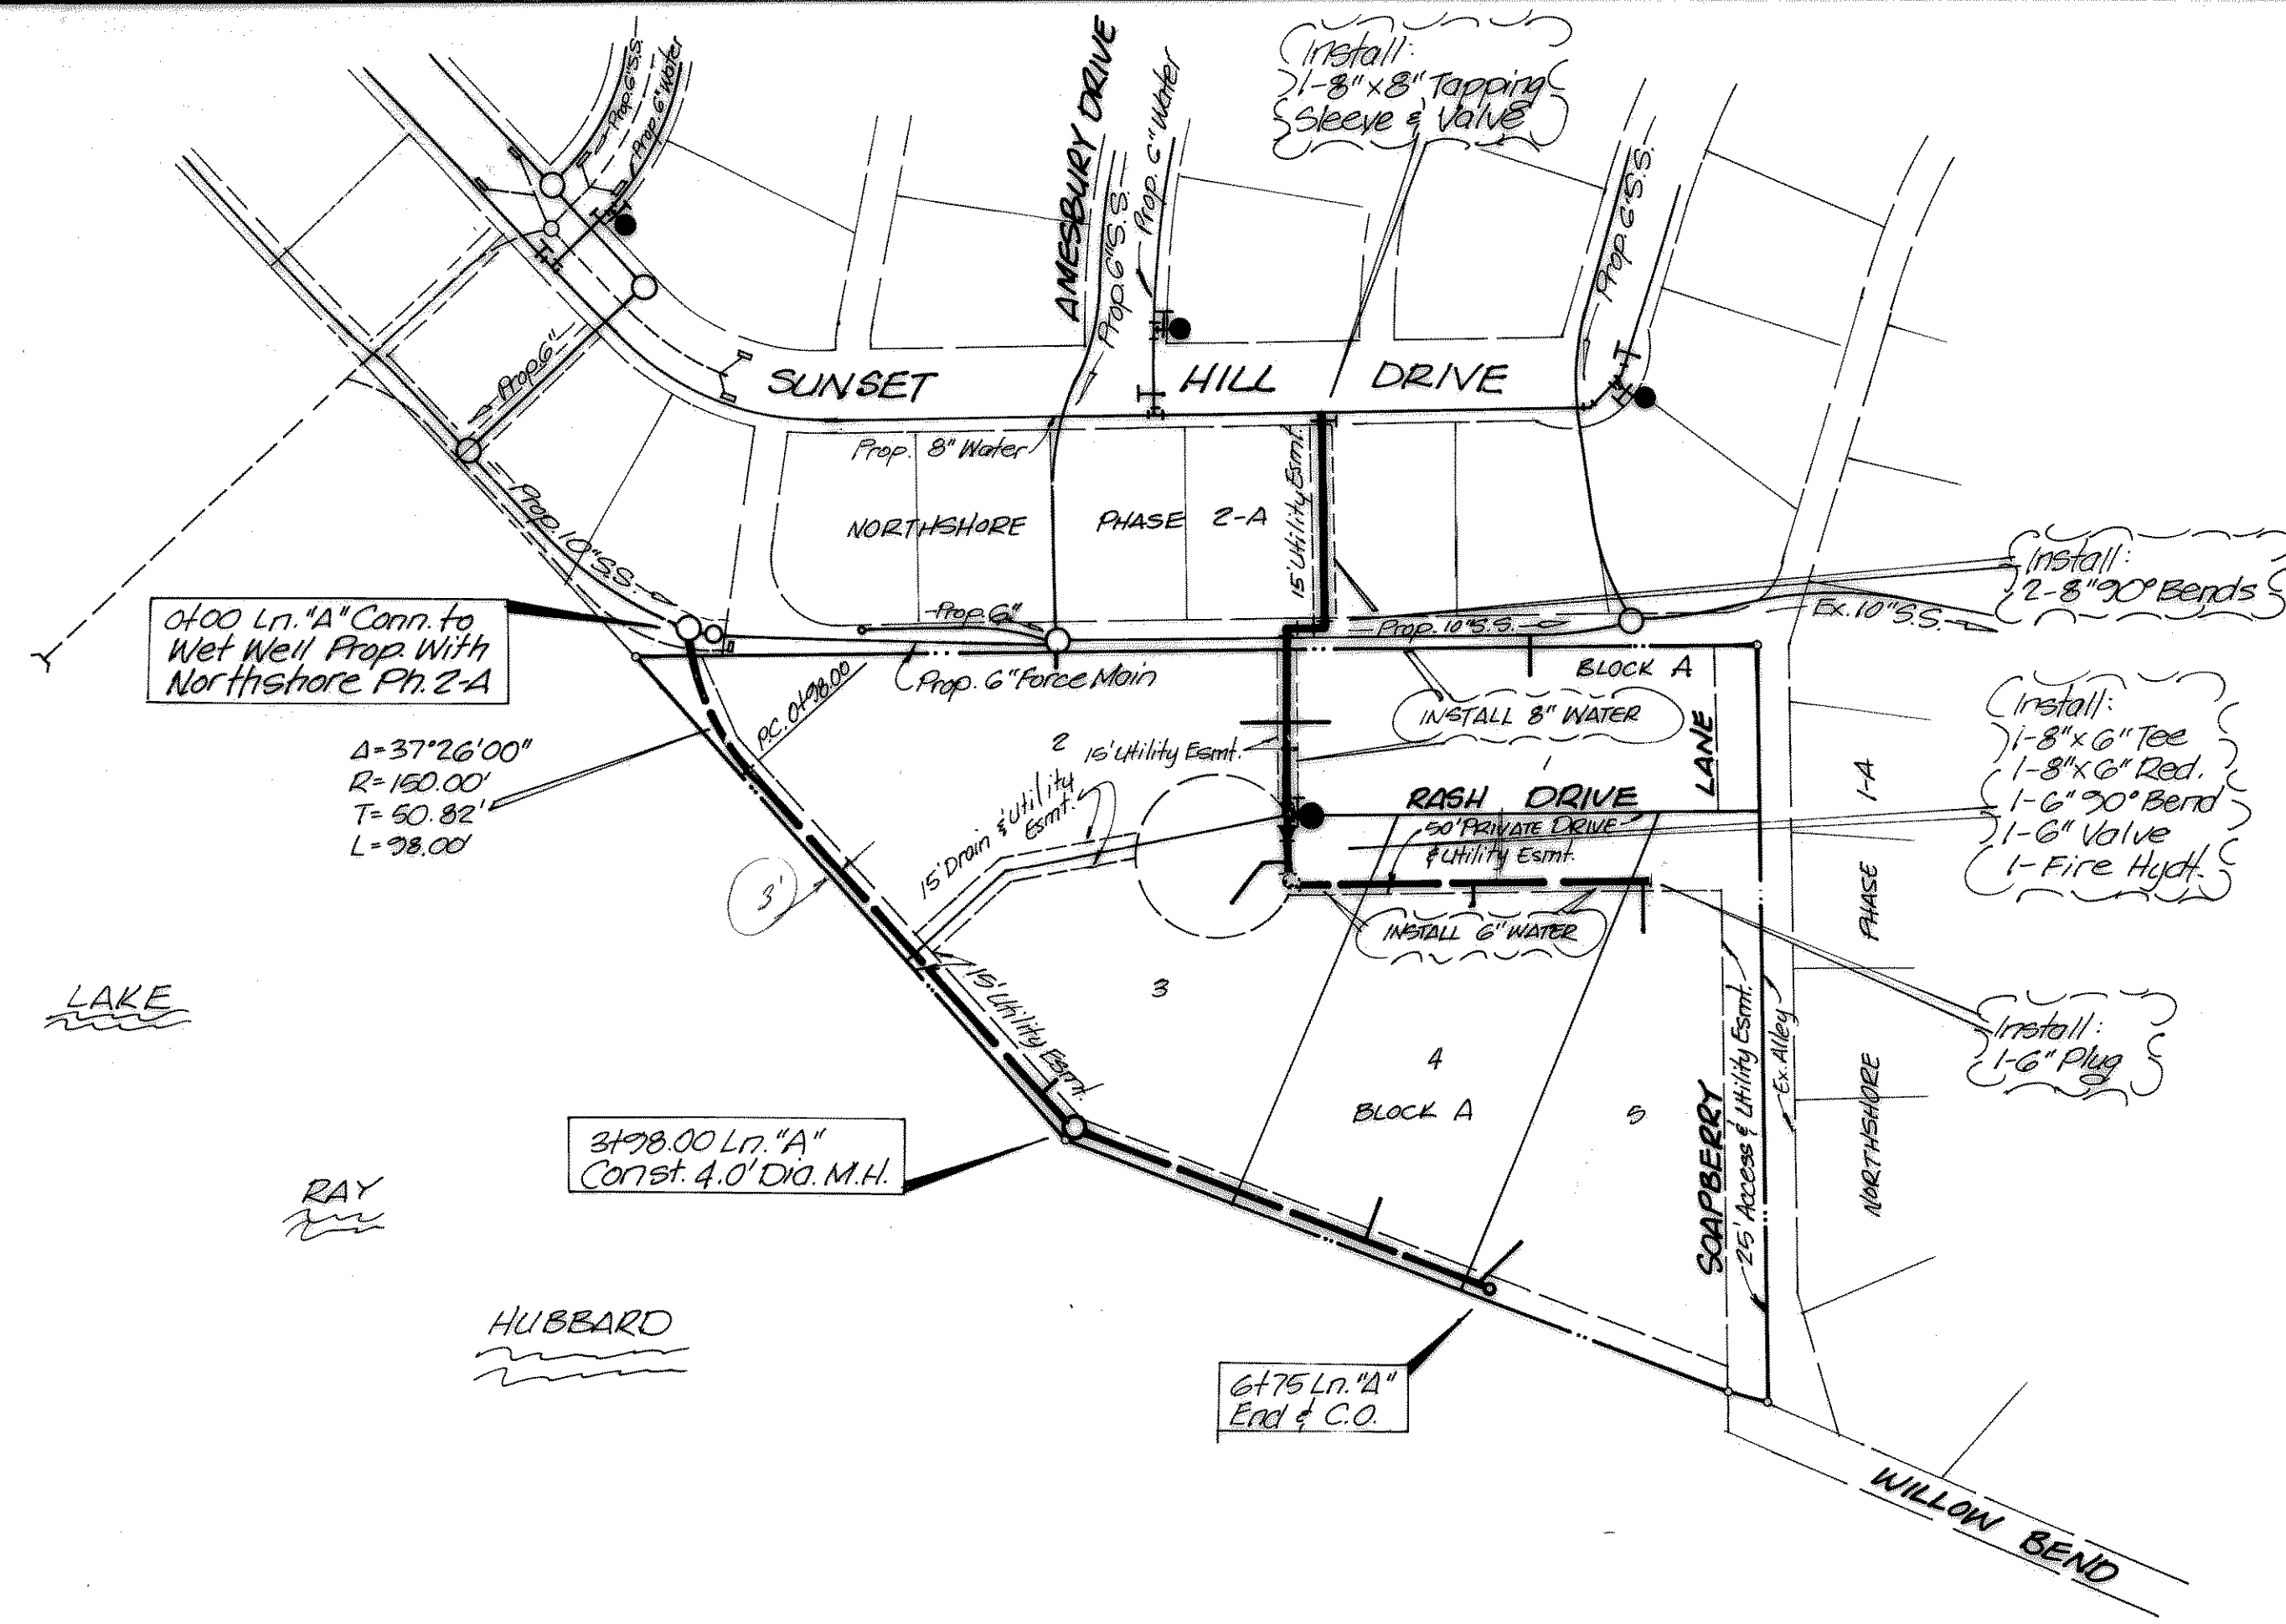 Prop. 6" S.S.
Prop. 6" Water
AMESBURY DRIVE
Prop. 6" S.S.
Prop. 6" Water
Install:
1-8"x8" Tapping
Sleeve & Valve
Prop. 6" S.S.
Prop. 6"
SUNSET HILL DRIVE
Prop. 8" Water
15' Utility Esmt.
NORTHSHORE PHASE 2-A
Prop. 10" S.S.
Install:
2-8" 90° Bends
0+00 Ln. "A" Conn. to
Wet Well Prop. With
Northshore Ph. 2-A
Prop. 6"
Prop. 10" S.S.
Ex. 10" S.S.
Prop. 6" Force Main
P.C. 0+98.00
BLOCK A
INSTALL 8" WATER
LANE
Δ=37°26'00"
R=150.00'
T=50.82'
L=98.00'
2
15' Utility Esmt.
1
Install:
1-8"x6" Tee
1-8"x6" Red.
1-6" 90° Bend
1-6" Valve
1-Fire Hydt.
15' Drain & Utility
Esmt.
RASH DRIVE
50' PRIVATE DRIVE
& Utility Esmt.
3'
INSTALL 6" WATER
NORTHSHORE PHASE 1-A
15' Utility Esmt.
3
LAKE
4
BLOCK A
5
SOAPBERRY
25' Access & Utility Esmt.
Ex. Alley
Install:
1-6" Plug
3+98.00 Ln. "A"
Const. 4.0' Dia. M.H.
RAY
HUBBARD
6+75 Ln. "A"
End & C.O.
WILLOW BEND